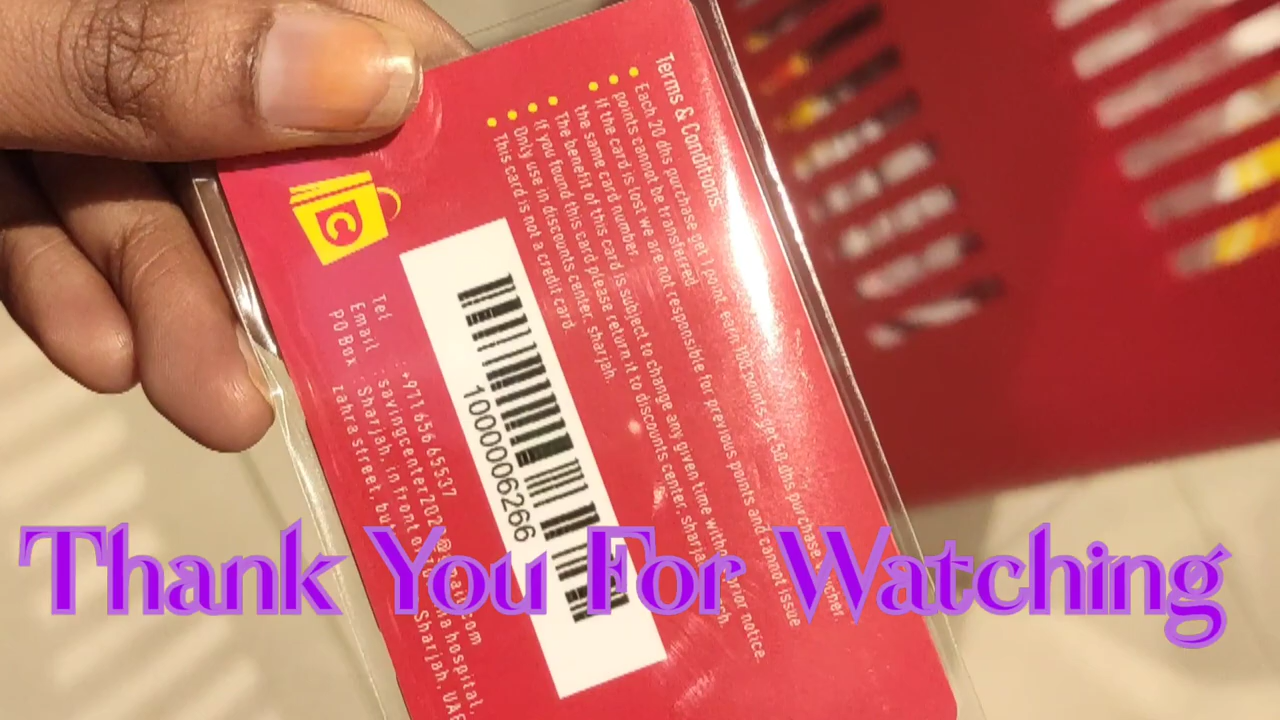 Terms & Conditions
Each 20 dhs purchase get 1 point, earn 100 points get 50 dhs purchase voucher.
points cannot be transferred
if the card is lost we are not responsible for previous points and cannot issue
the same card number.
The benefit of this card is subject to change any given time without prior notice.
if you found this card please return it to discounts center, sharjah
Only use in discounts center, sharjah.
This card is not a credit card.
1000006266
C
Tel : +971 656 65537
Email :
PO Box : Sharjah, in front of hospital,
zahra street, Sharjah, UAE
Thank You For Watching